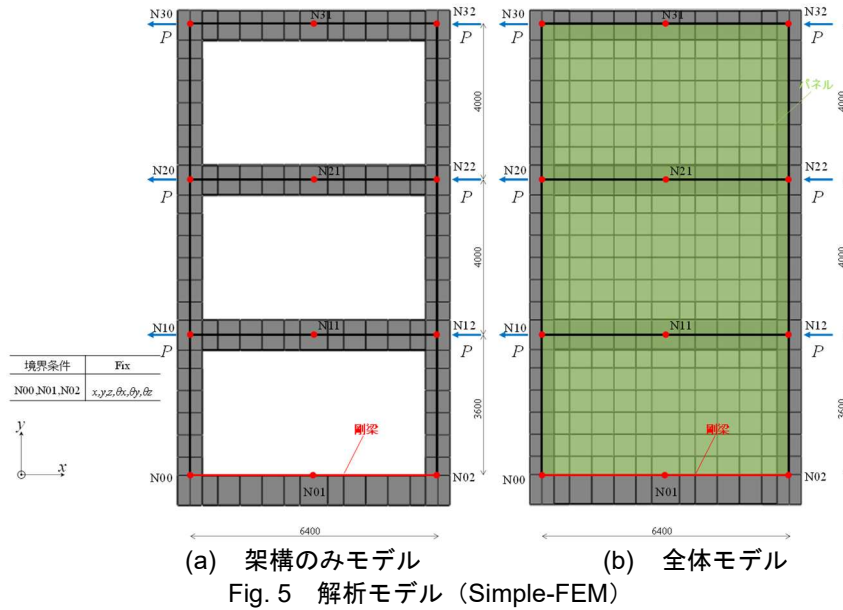 N30
N31
N32
P
P
4000
N20
N21
N22
P
P
4000
N10
N11
N12
P
P
3600
境界条件 Fix
N00,N01,N02 x,y,z,θx,θy,θz
y
x
剛梁
N00
N01
N02
6400
(a) 架構のみモデル
N30
N31
N32
P
P
パネル
4000
N20
N21
N22
P
P
4000
N10
N11
N12
P
P
3600
剛梁
N00
N01
N02
6400
(b) 全体モデル
Fig. 5 解析モデル(Simple-FEM)